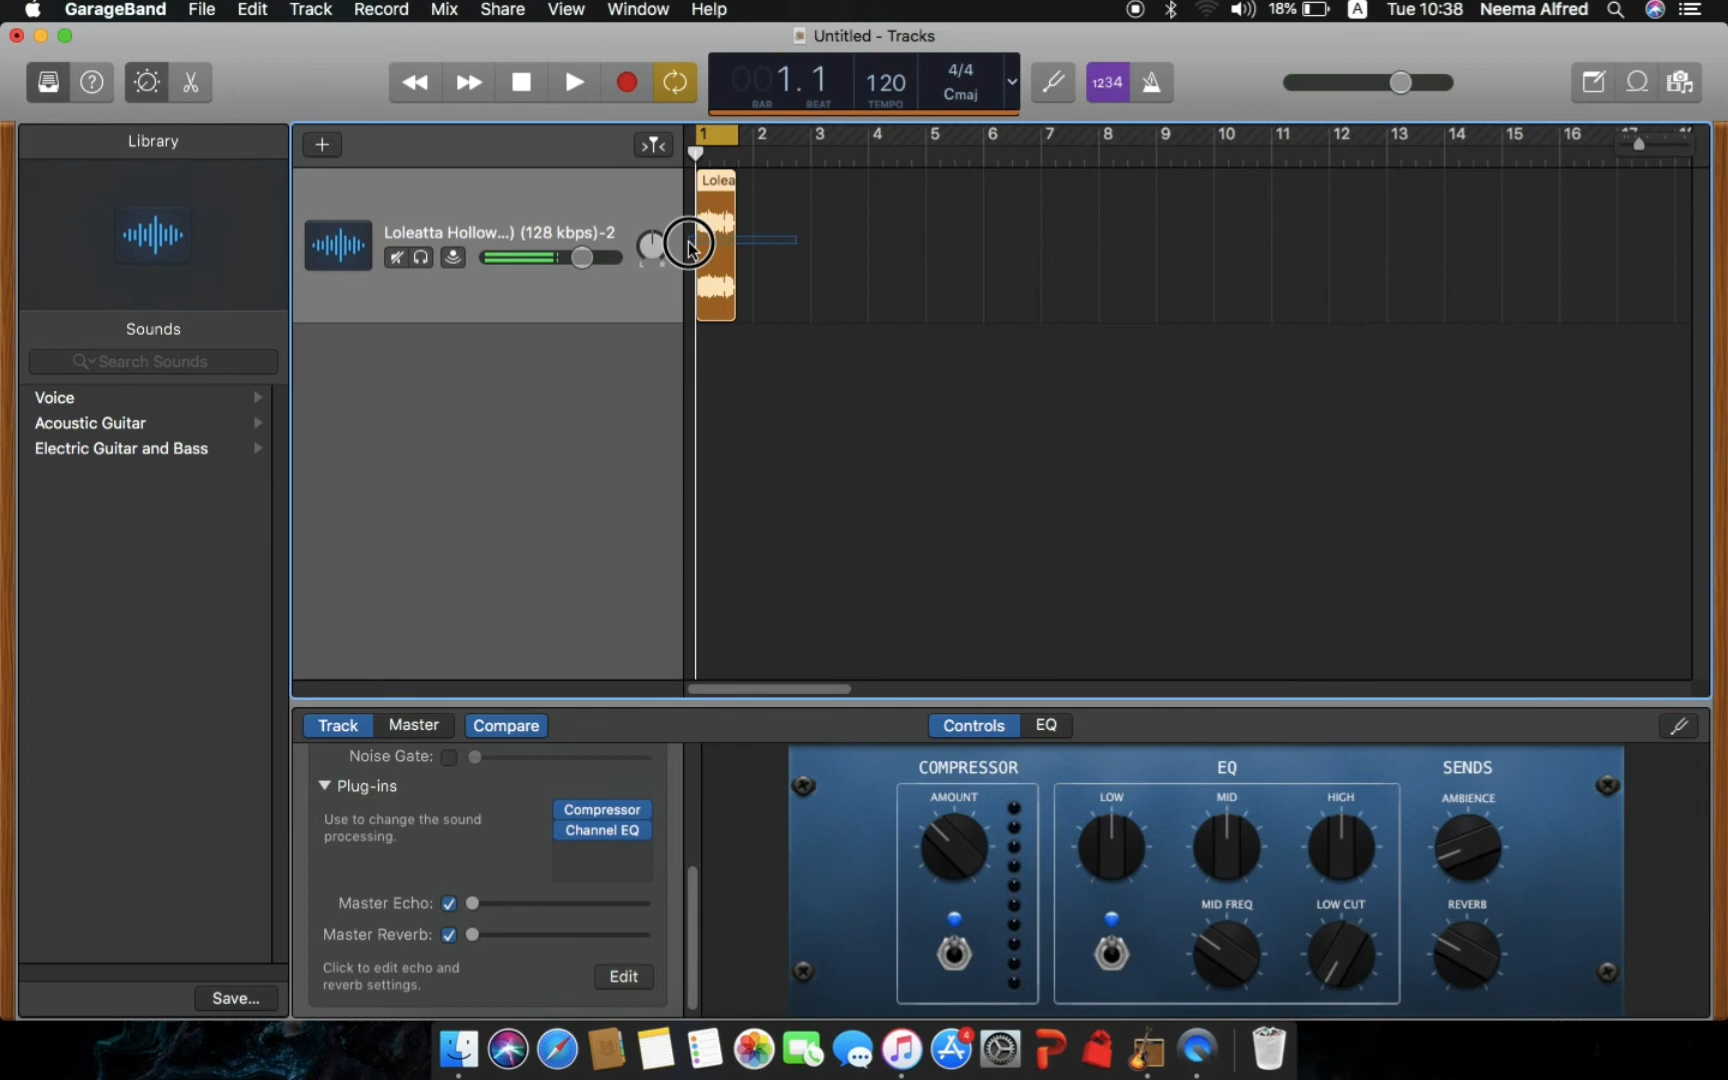 GarageBand File Edit Track Record Mix Share View Window Help 18% A Tue 10:38 Neema Alfred
Untitled - Tracks
001.1 120 4/4 Cmaj 1234
BAR BEAT TEMPO
Library
1 2 3 4 5 6 7 8 9 10 11 12 13 14 15 16
Lolea
Loleatta Hollow...) (128 kbps)-2
L R
Sounds
Search Sounds
Voice
Acoustic Guitar
Electric Guitar and Bass
Save...
Track Master Compare Controls EQ
Noise Gate:
Plug-ins
Use to change the sound
processing.
Compressor
Channel EQ
Master Echo:
Master Reverb:
Click to edit echo and
reverb settings.
Edit
COMPRESSOR EQ SENDS
AMOUNT LOW MID HIGH AMBIENCE
MID FREQ LOW CUT REVERB
4